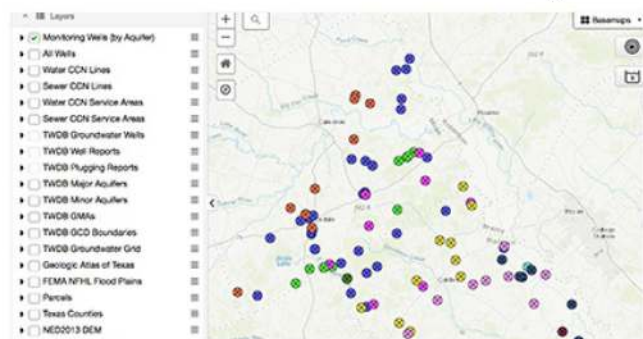 Layers
Basemaps
Monitoring Wells (by Aquifer)
All Wells
Water CCN Lines
Sewer CCN Lines
Water CCN Service Areas
Sewer CCN Service Areas
TWDB Groundwater Wells
TWDB Well Reports
TWDB Plugging Reports
TWDB Major Aquifers
TWDB Minor Aquifers
TWDB GMAs
TWDB GCD Boundaries
TWDB Groundwater Grid
Geologic Atlas of Texas
FEMA NFHL Flood Plains
Parcels
Texas Counties
NED2013 DEM
Cameron